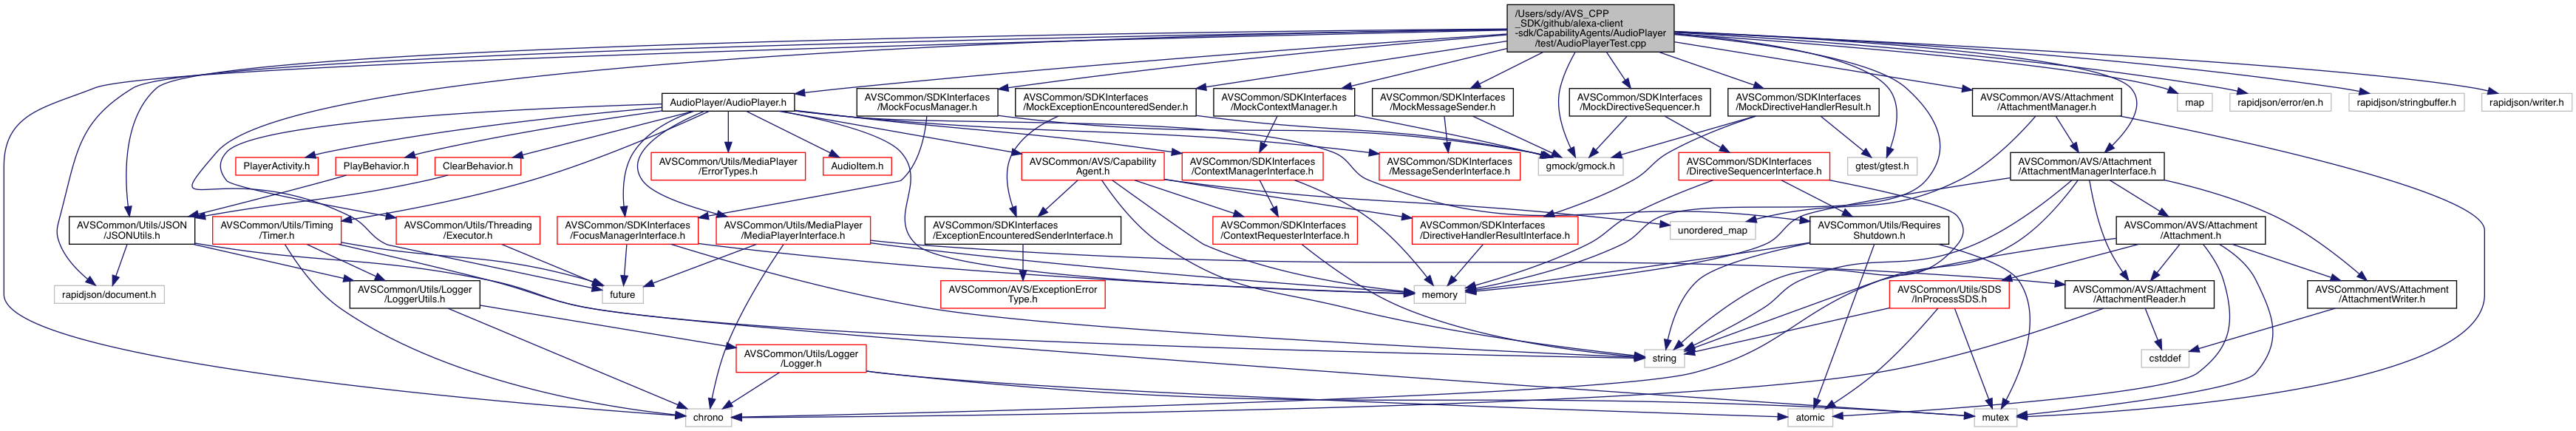 /Users/sdy/AVS_CPP
_SDK/github/alexa-client
-sdk/CapabilityAgents/AudioPlayer
/test/AudioPlayerTest.cpp
AudioPlayer/AudioPlayer.h
AVSCommon/SDKInterfaces
/MockFocusManager.h
AVSCommon/SDKInterfaces
/MockExceptionEncounteredSender.h
AVSCommon/SDKInterfaces
/MockContextManager.h
AVSCommon/SDKInterfaces
/MockMessageSender.h
AVSCommon/SDKInterfaces
/MockDirectiveSequencer.h
AVSCommon/SDKInterfaces
/MockDirectiveHandlerResult.h
AVSCommon/AVS/Attachment
/AttachmentManager.h
map
rapidjson/error/en.h
rapidjson/stringbuffer.h
rapidjson/writer.h
PlayerActivity.h
PlayBehavior.h
ClearBehavior.h
AVSCommon/Utils/MediaPlayer
/ErrorTypes.h
AudioItem.h
AVSCommon/AVS/Capability
Agent.h
AVSCommon/SDKInterfaces
/ContextManagerInterface.h
AVSCommon/SDKInterfaces
/MessageSenderInterface.h
gmock/gmock.h
AVSCommon/SDKInterfaces
/DirectiveSequencerInterface.h
gtest/gtest.h
AVSCommon/AVS/Attachment
/AttachmentManagerInterface.h
AVSCommon/Utils/JSON
/JSONUtils.h
AVSCommon/Utils/Timing
/Timer.h
AVSCommon/Utils/Threading
/Executor.h
AVSCommon/SDKInterfaces
/FocusManagerInterface.h
AVSCommon/Utils/MediaPlayer
/MediaPlayerInterface.h
AVSCommon/SDKInterfaces
/ExceptionEncounteredSenderInterface.h
AVSCommon/SDKInterfaces
/ContextRequesterInterface.h
AVSCommon/SDKInterfaces
/DirectiveHandlerResultInterface.h
unordered_map
AVSCommon/Utils/Requires
Shutdown.h
AVSCommon/AVS/Attachment
/Attachment.h
rapidjson/document.h
AVSCommon/Utils/Logger
/LoggerUtils.h
future
AVSCommon/AVS/ExceptionError
Type.h
memory
AVSCommon/Utils/SDS
/InProcessSDS.h
AVSCommon/AVS/Attachment
/AttachmentReader.h
AVSCommon/AVS/Attachment
/AttachmentWriter.h
AVSCommon/Utils/Logger
/Logger.h
string
cstddef
chrono
atomic
mutex